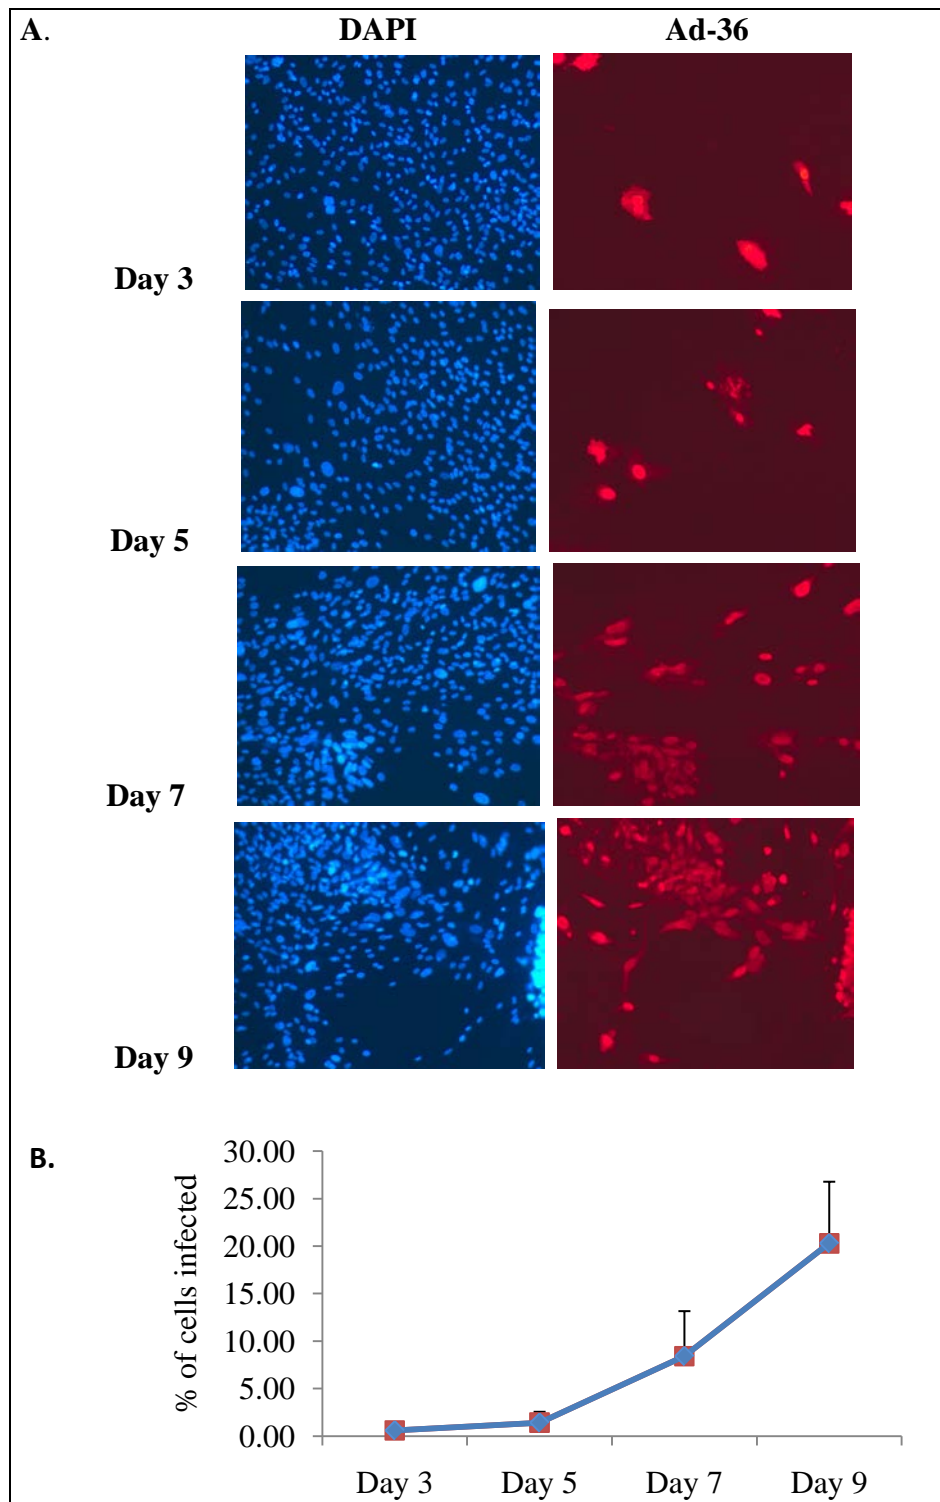 A.
DAPI
Ad-36
Day 3
Day 5
Day 7
Day 9
B.
% of cells infected
30.00
25.00
20.00
15.00
10.00
5.00
0.00
Day 3 Day 5 Day 7 Day 9